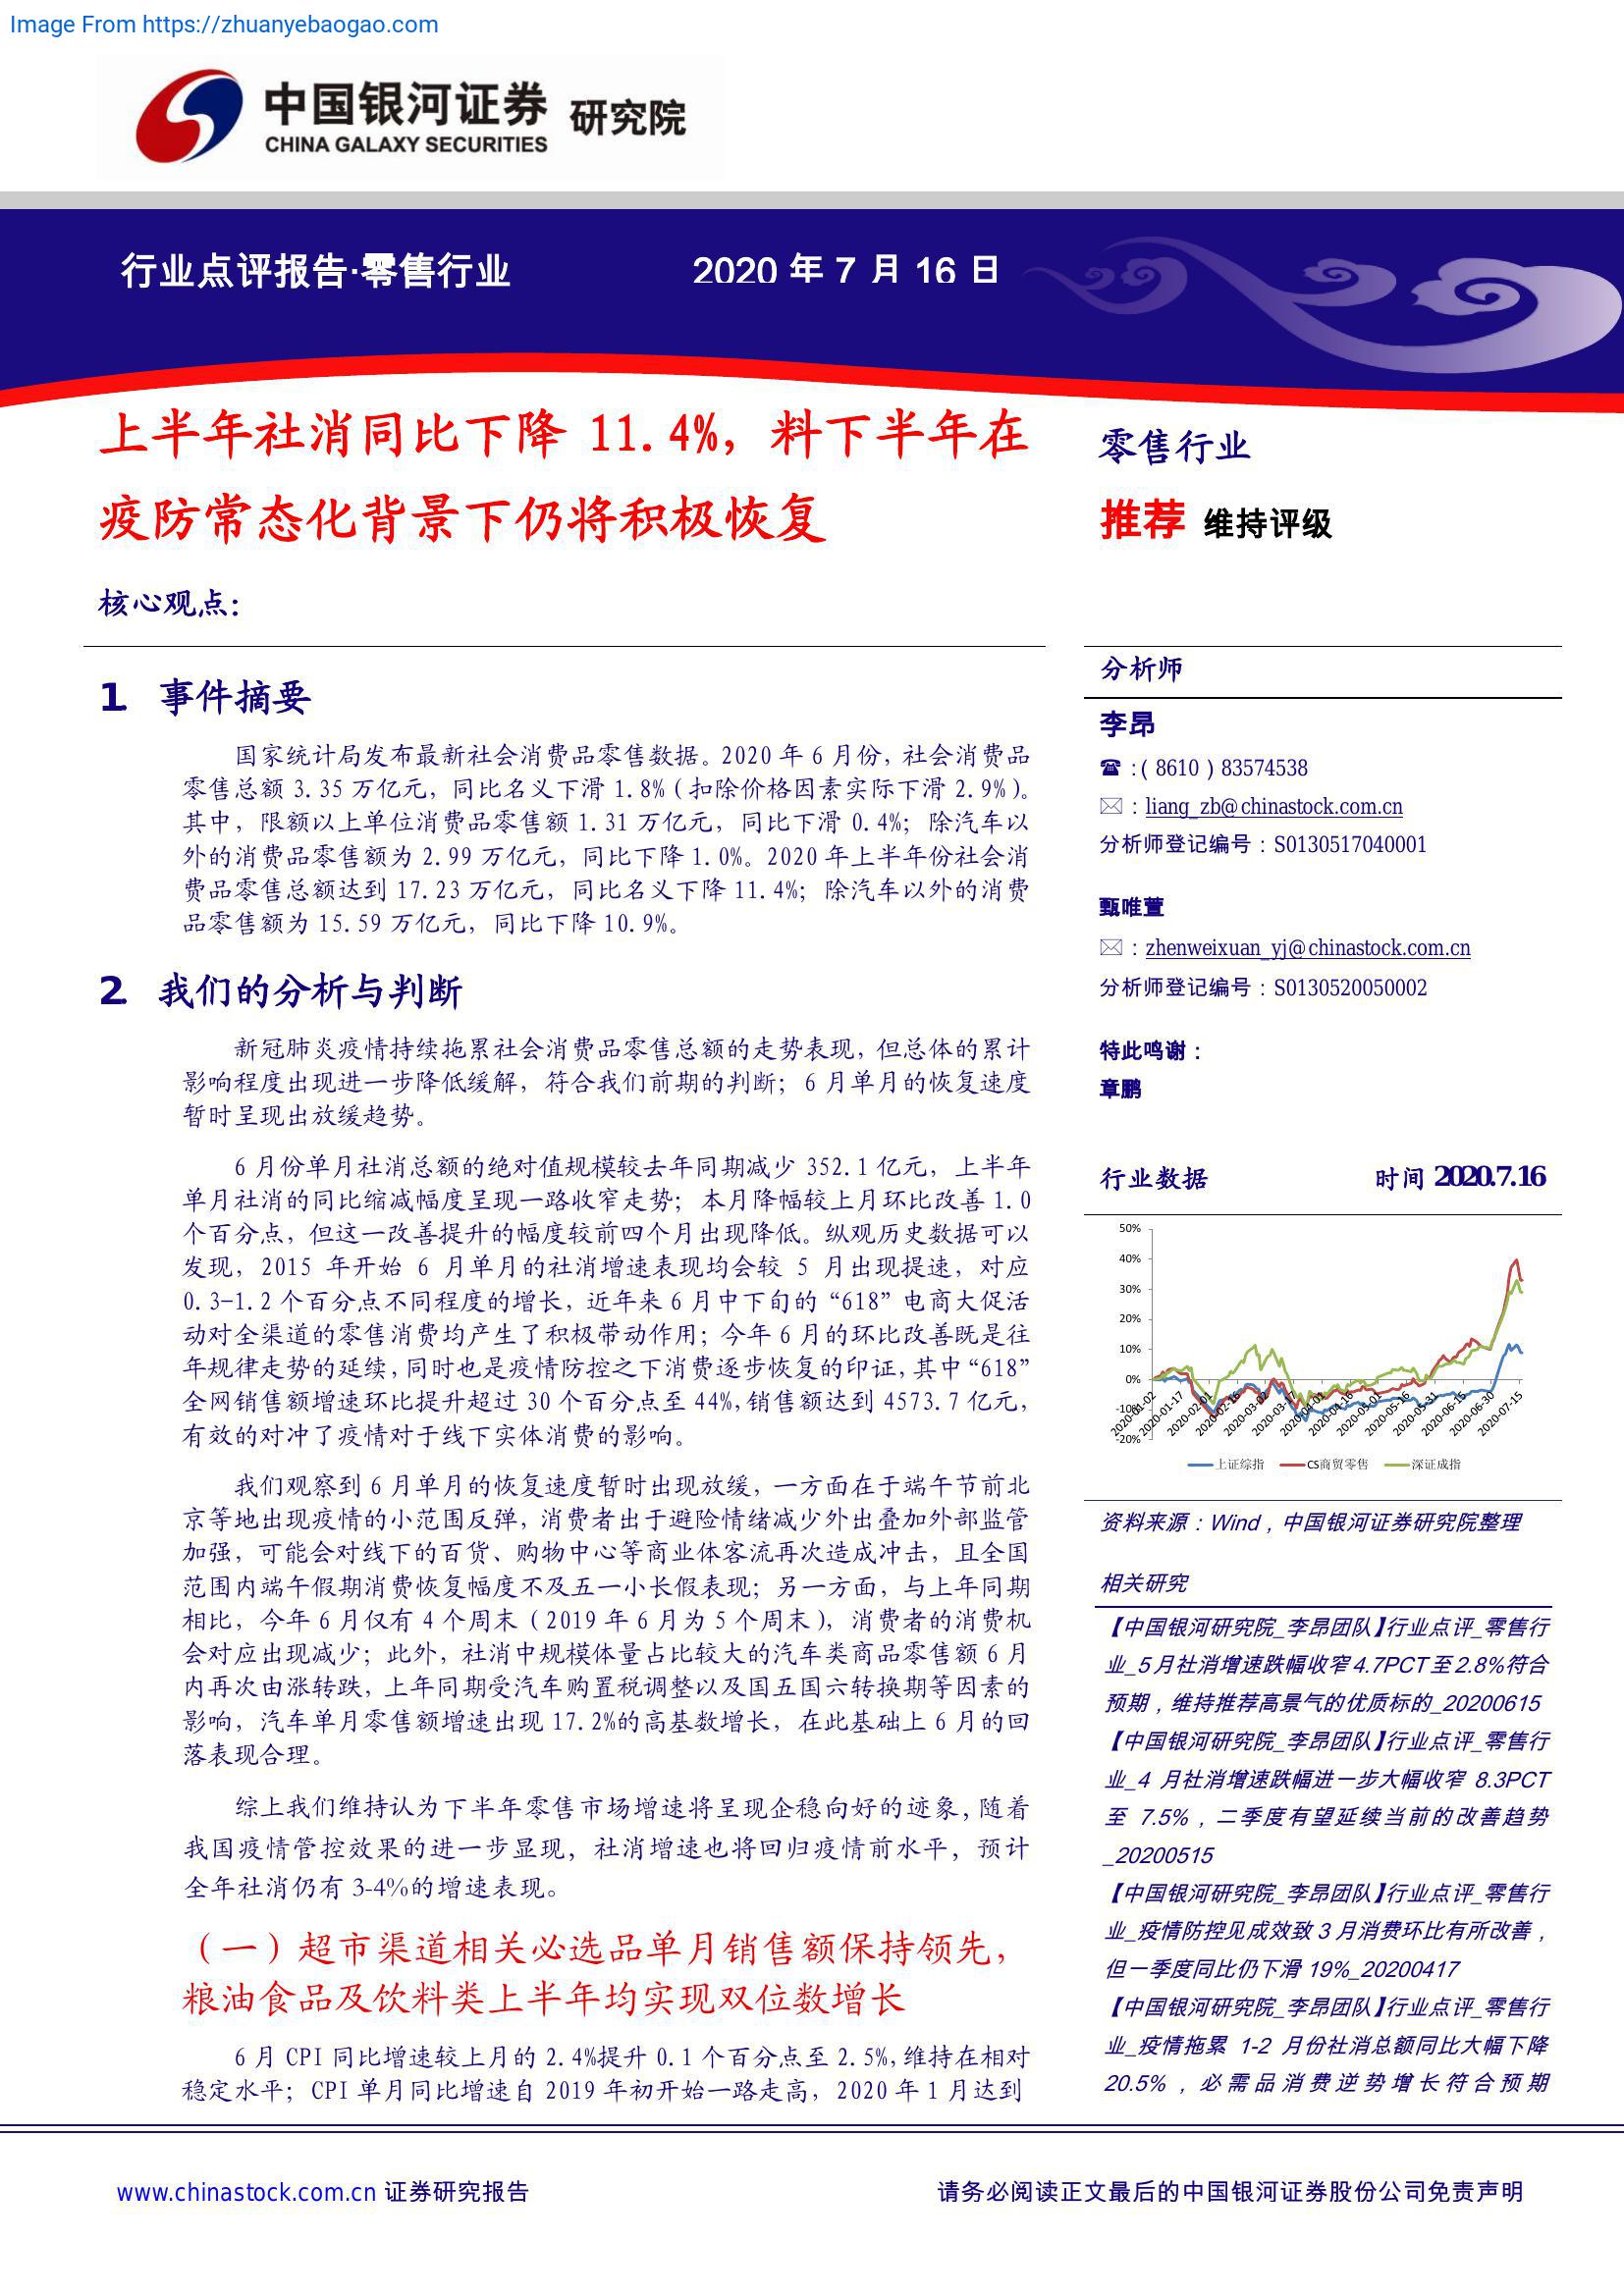 Image From https://zhuanyebaogao.com
中国银河证券 研究院
CHINA GALAXY SECURITIES
行业点评报告·零售行业 2020 年 7 月 16 日
上半年社消同比下降 11.4%，料下半年在
疫防常态化背景下仍将积极恢复
核心观点：
1. 事件摘要
国家统计局发布最新社会消费品零售数据。2020 年 6 月份，社会消费品
零售总额 3.35 万亿元，同比名义下滑 1.8%（扣除价格因素实际下滑 2.9%）。
其中，限额以上单位消费品零售额 1.31 万亿元，同比下滑 0.4%；除汽车以
外的消费品零售额为 2.99 万亿元，同比下降 1.0%。2020 年上半年份社会消
费品零售总额达到 17.23 万亿元，同比名义下降 11.4%；除汽车以外的消费
品零售额为 15.59 万亿元，同比下降 10.9%。
2. 我们的分析与判断
新冠肺炎疫情持续拖累社会消费品零售总额的走势表现，但总体的累计
影响程度出现进一步降低缓解，符合我们前期的判断；6 月单月的恢复速度
暂时呈现出放缓趋势。
6 月份单月社消总额的绝对值规模较去年同期减少 352.1 亿元，上半年
单月社消的同比缩减幅度呈现一路收窄走势；本月降幅较上月环比改善 1.0
个百分点，但这一改善提升的幅度较前四个月出现降低。纵观历史数据可以
发现，2015 年开始 6 月单月的社消增速表现均会较 5 月出现提速，对应
0.3-1.2 个百分点不同程度的增长，近年来 6 月中下旬的“618”电商大促活
动对全渠道的零售消费均产生了积极带动作用；今年 6 月的环比改善既是往
年规律走势的延续，同时也是疫情防控之下消费逐步恢复的印证，其中“618”
全网销售额增速环比提升超过 30 个百分点至 44%，销售额达到 4573.7 亿元，
有效的对冲了疫情对于线下实体消费的影响。
我们观察到 6 月单月的恢复速度暂时出现放缓，一方面在于端午节前北
京等地出现疫情的小范围反弹，消费者出于避险情绪减少外出叠加外部监管
加强，可能会对线下的百货、购物中心等商业体客流再次造成冲击，且全国
范围内端午假期消费恢复幅度不及五一小长假表现；另一方面，与上年同期
相比，今年 6 月仅有 4 个周末（2019 年 6 月为 5 个周末），消费者的消费机
会对应出现减少；此外，社消中规模体量占比较大的汽车类商品零售额 6 月
内再次由涨转跌，上年同期受汽车购置税调整以及国五国六转换期等因素的
影响，汽车单月零售额增速出现 17.2%的高基数增长，在此基础上 6 月的回
落表现合理。
综上我们维持认为下半年零售市场增速将呈现企稳向好的迹象，随着
我国疫情管控效果的进一步显现，社消增速也将回归疫情前水平，预计
全年社消仍有 3-4%的增速表现。
（一）超市渠道相关必选品单月销售额保持领先，
粮油食品及饮料类上半年均实现双位数增长
6 月 CPI 同比增速较上月的 2.4%提升 0.1 个百分点至 2.5%，维持在相对
稳定水平；CPI 单月同比增速自 2019 年初开始一路走高，2020 年 1 月达到
零售行业
推荐 维持评级
分析师
李昂
☎：（8610）83574538
✉：liang_zb@chinastock.com.cn
分析师登记编号：S0130517040001
甄唯萱
✉：zhenweixuan_yj@chinastock.com.cn
分析师登记编号：S0130520050002
特此鸣谢：
章鹏
行业数据 时间 2020.7.16
50%
40%
30%
20%
10%
0%
-10%
-20%
2020-01-02 2020-01-17 2020-02-01 2020-02-16 2020-03-02 2020-03-17 2020-04-01 2020-04-16 2020-05-01 2020-05-16 2020-05-31 2020-06-15 2020-06-30 2020-07-15
上证综指 CS商贸零售 深证成指
资料来源：Wind，中国银河证券研究院整理
相关研究
【中国银河研究院_李昂团队】行业点评_零售行
业_5月社消增速跌幅收窄4.7PCT至2.8%符合
预期，维持推荐高景气的优质标的_20200615
【中国银河研究院_李昂团队】行业点评_零售行
业_4 月社消增速跌幅进一步大幅收窄 8.3PCT
至 7.5%，二季度有望延续当前的改善趋势
_20200515
【中国银河研究院_李昂团队】行业点评_零售行
业_疫情防控见成效致3月消费环比有所改善，
但一季度同比仍下滑19%_20200417
【中国银河研究院_李昂团队】行业点评_零售行
业_疫情拖累 1-2 月份社消总额同比大幅下降
20.5%，必需品消费逆势增长符合预期
www.chinastock.com.cn 证券研究报告
请务必阅读正文最后的中国银河证券股份公司免责声明